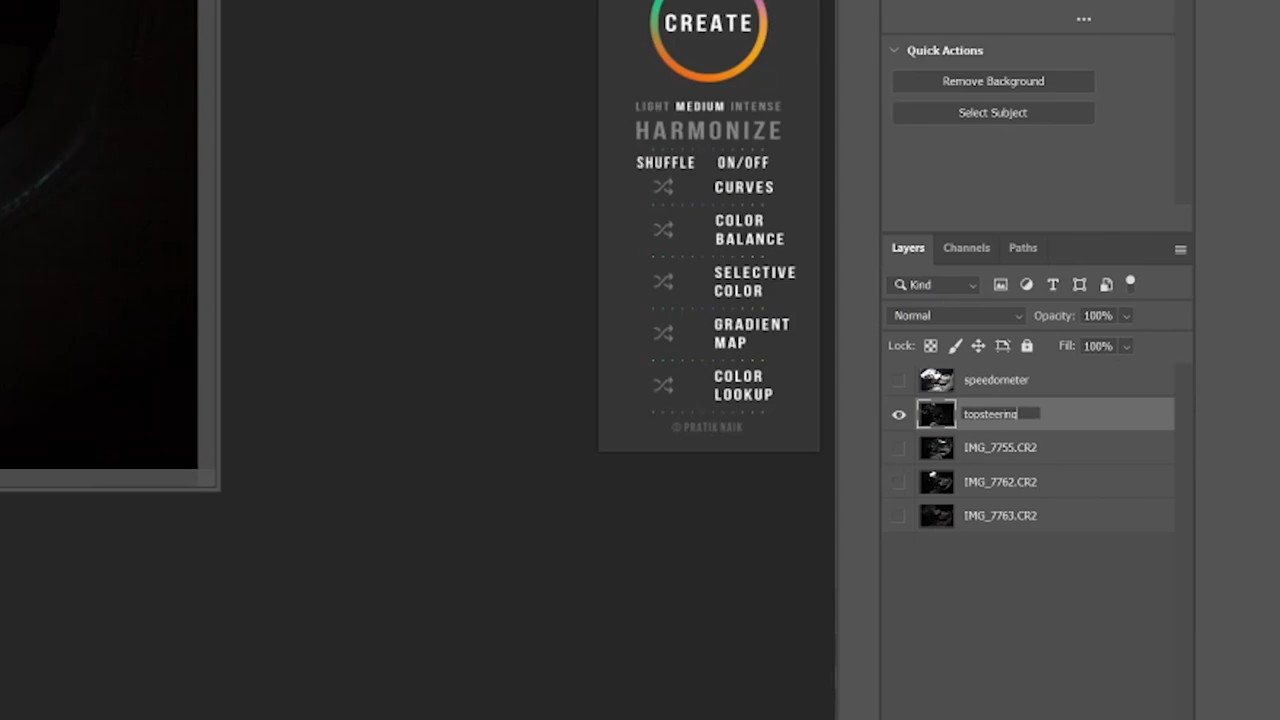 CREATE
LIGHT MEDIUM INTENSE
HARMONIZE
SHUFFLE ON/OFF
CURVES
COLOR
BALANCE
SELECTIVE
COLOR
GRADIENT
MAP
COLOR
LOOKUP
© PRATIK NAIK
Quick Actions
Remove Background
Select Subject
Layers Channels Paths
Kind
Normal Opacity: 100%
Lock: Fill: 100%
speedometer
topsteering
IMG_7755.CR2
IMG_7762.CR2
IMG_7763.CR2